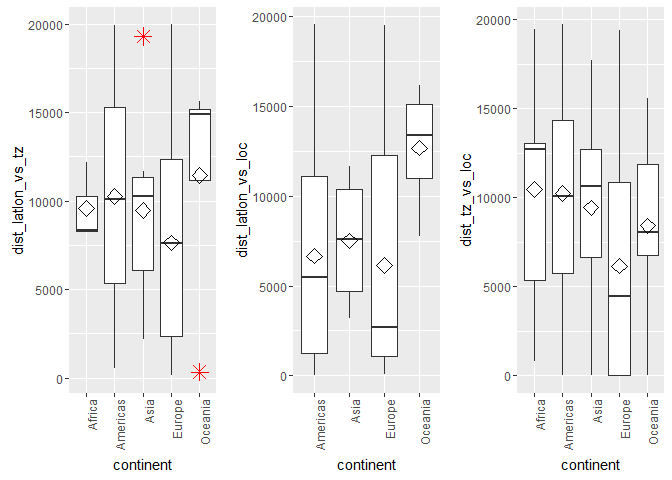 dist_latlon_vs_tz
20000
15000
10000
5000
0
Africa
Americas
Asia
Europe
Oceania
continent
dist_latlon_vs_loc
20000
15000
10000
5000
0
Americas
Asia
Europe
Oceania
continent
dist_tz_vs_loc
20000
15000
10000
5000
0
Africa
Americas
Asia
Europe
Oceania
continent